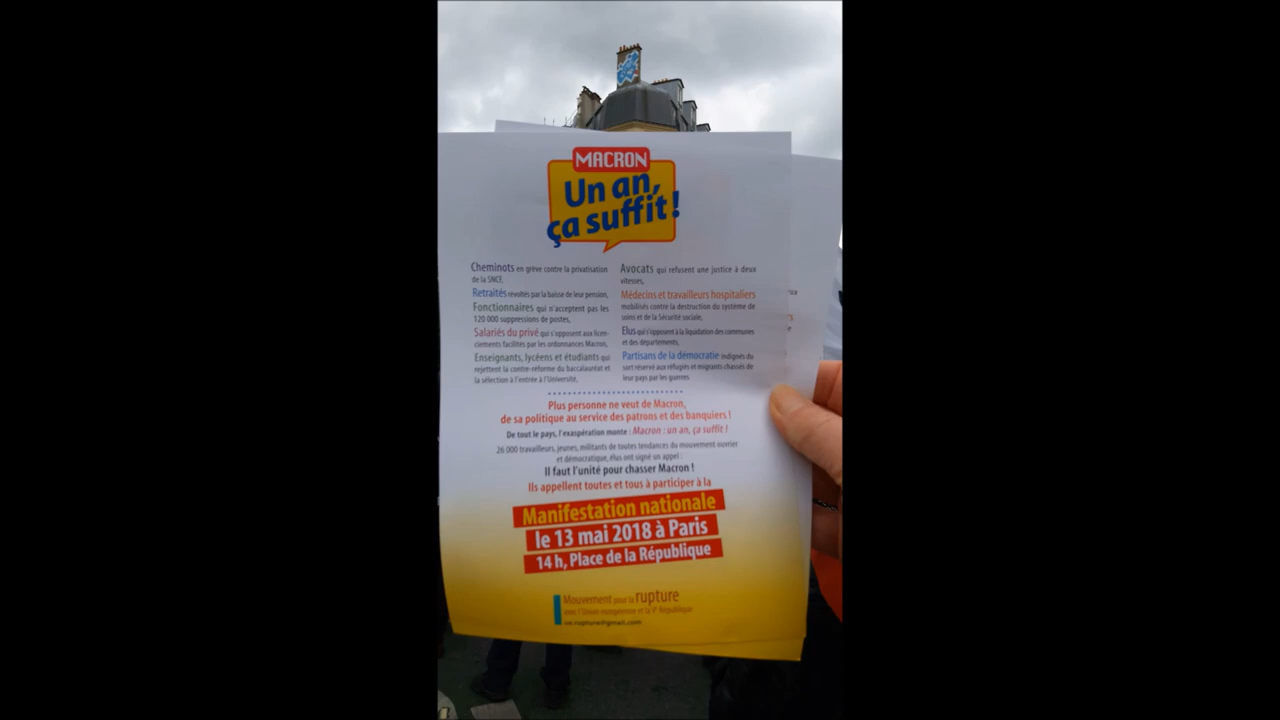 MACRON
Un an,
ça suffit !
Cheminots en grève contre la privatisation
de la SNCF,
Retraités révoltés par la baisse de leur pension,
Fonctionnaires qui n'acceptent pas les
120 000 suppressions de postes,
Salariés du privé qui s'opposent aux licen-
ciements facilités par les ordonnances Macron,
Enseignants, lycéens et étudiants qui
rejettent la contre-réforme du baccalauréat et
la sélection à l'entrée à l'Université,
Avocats qui refusent une justice à deux
vitesses,
Médecins et travailleurs hospitaliers
mobilisés contre la destruction du système de
soins et de la Sécurité sociale,
Elus qui s'opposent à la liquidation des communes
et des départements,
Partisans de la démocratie indignés du
sort réservé aux réfugiés et migrants chassés de
leur pays par les guerres.
Plus personne ne veut de Macron,
de sa politique au service des patrons et des banquiers !
De tout le pays, l'exaspération monte : Macron : un an, ça suffit !
26 000 travailleurs, jeunes, militants de toutes tendances du mouvement ouvrier
et démocratique, élus ont signé un appel :
Il faut l'unité pour chasser Macron !
Ils appellent toutes et tous à participer à la
Manifestation nationale
le 13 mai 2018 à Paris
14 h, Place de la République
Mouvement pour la rupture
avec l'Union européenne et la Ve République